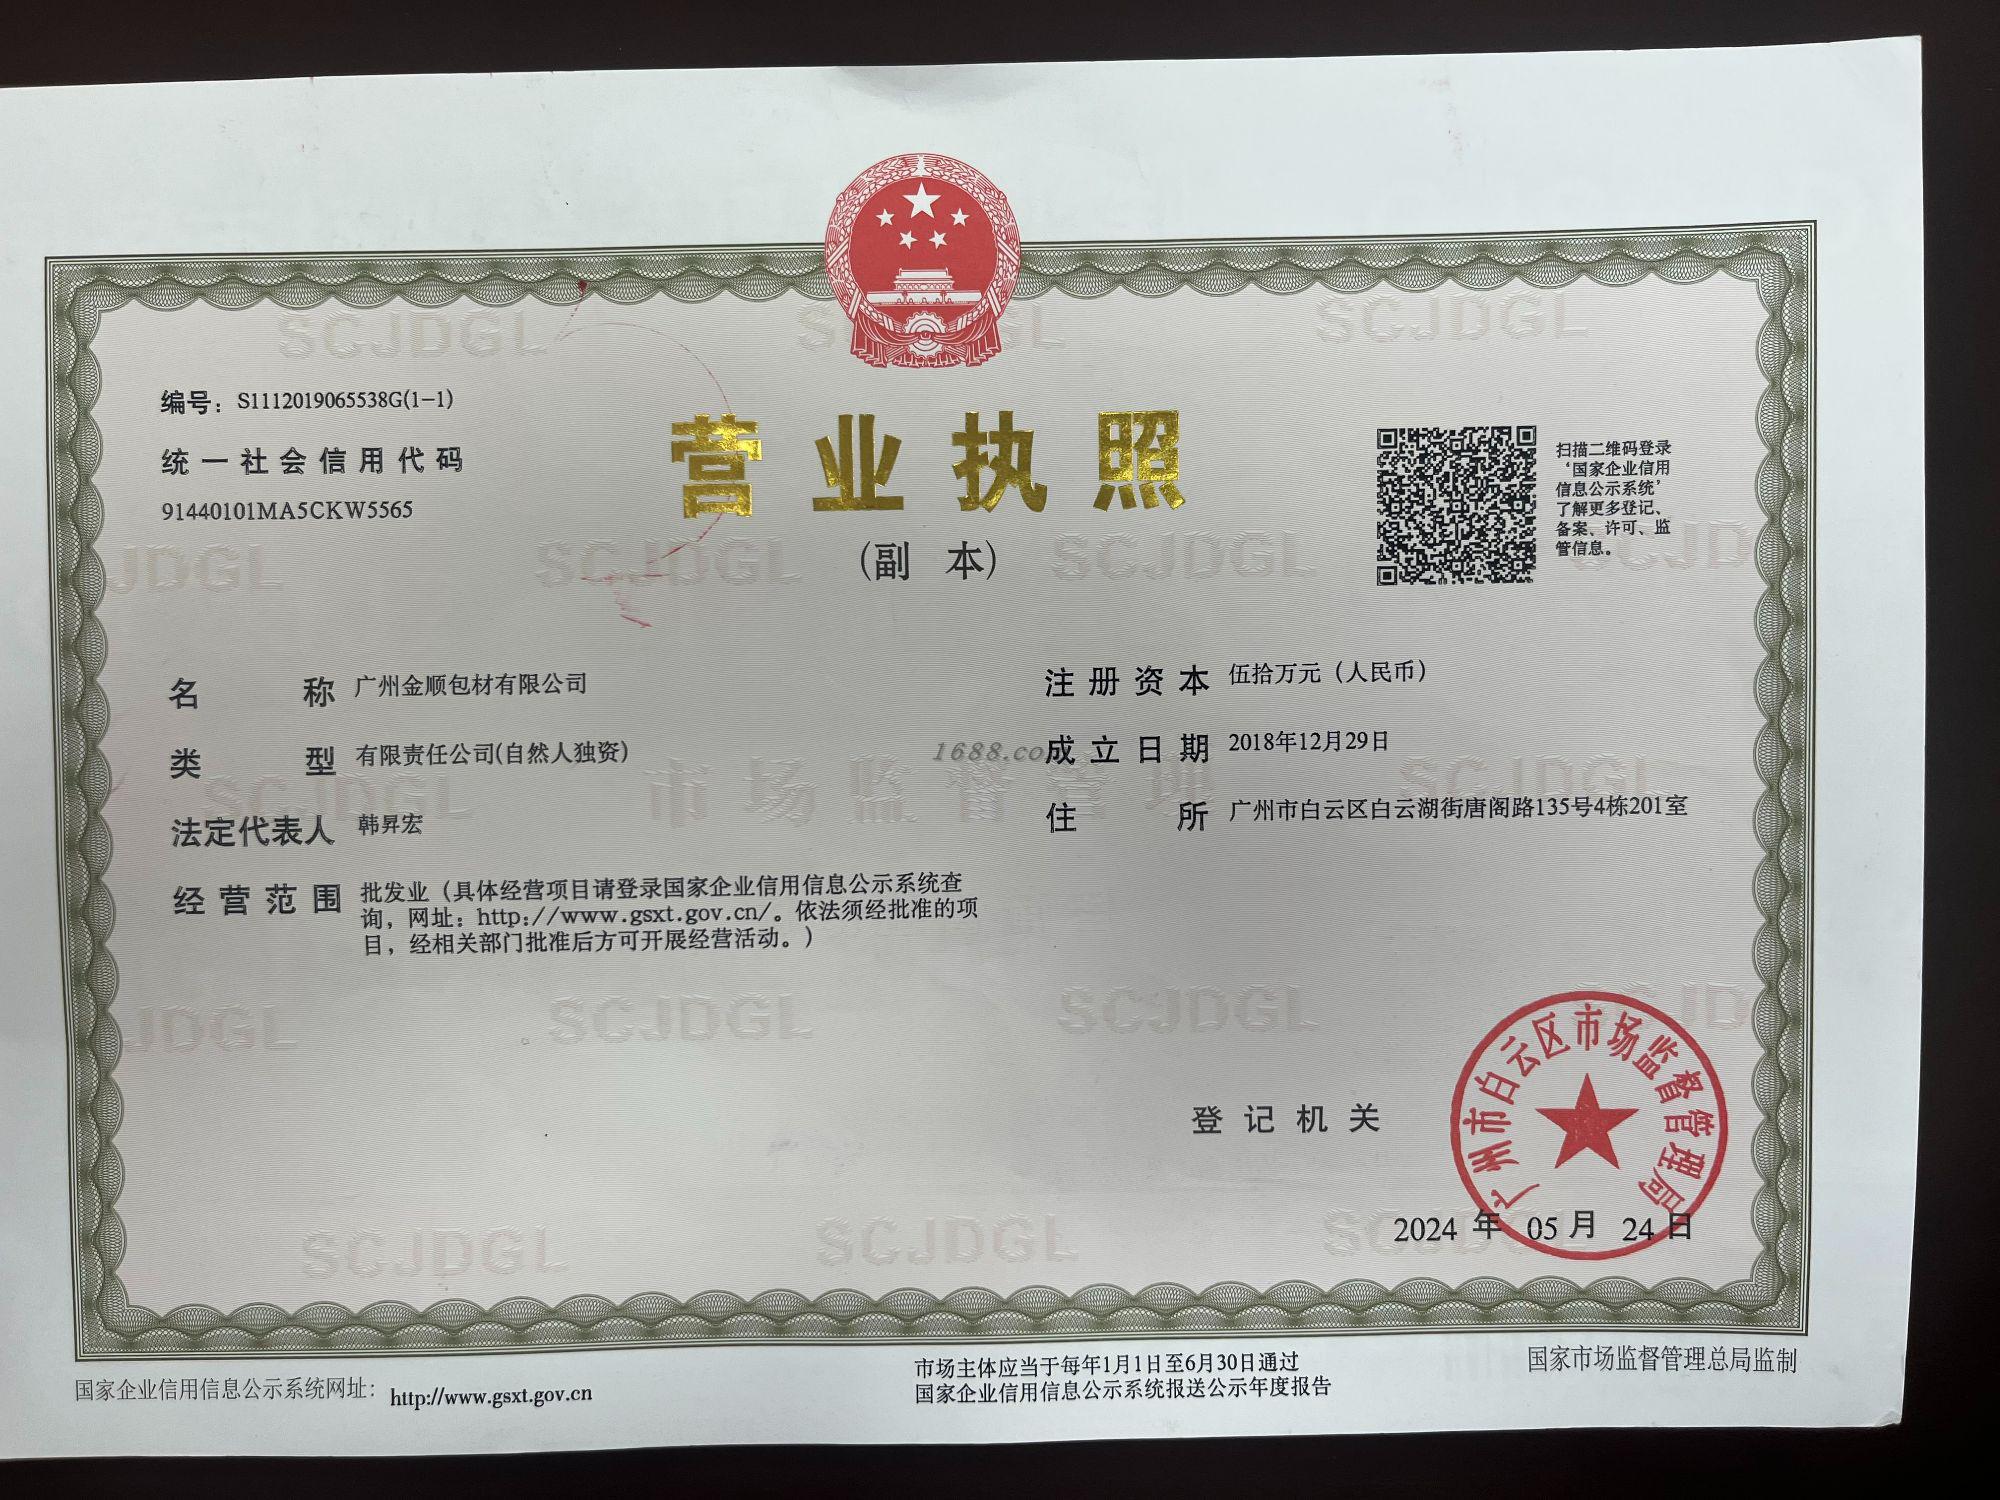 编号：S1112019065538G(1-1)
统一社会信用代码
91440101MA5CKW5565
营业执照
（副 本）
扫描二维码登录
‘国家企业信用
信息公示系统’
了解更多登记、
备案、许可、监
管信息。
名 称 广州金顺包材有限公司
类 型 有限责任公司(自然人独资)
法定代表人 韩昇宏
经营范围 批发业（具体经营项目请登录国家企业信用信息公示系统查
询，网址：http://www.gsxt.gov.cn/。依法须经批准的项
目，经相关部门批准后方可开展经营活动。）
注册资本 伍拾万元（人民币）
成立日期 2018年12月29日
住 所 广州市白云区白云湖街唐阁路135号4栋201室
1688.com
SCJDGL
市场监督管理
登记机关
广州市白云区市场监督管理局
2024 年 05 月 24 日
国家企业信用信息公示系统网址：http://www.gsxt.gov.cn
市场主体应当于每年1月1日至6月30日通过
国家企业信用信息公示系统报送公示年度报告
国家市场监督管理总局监制